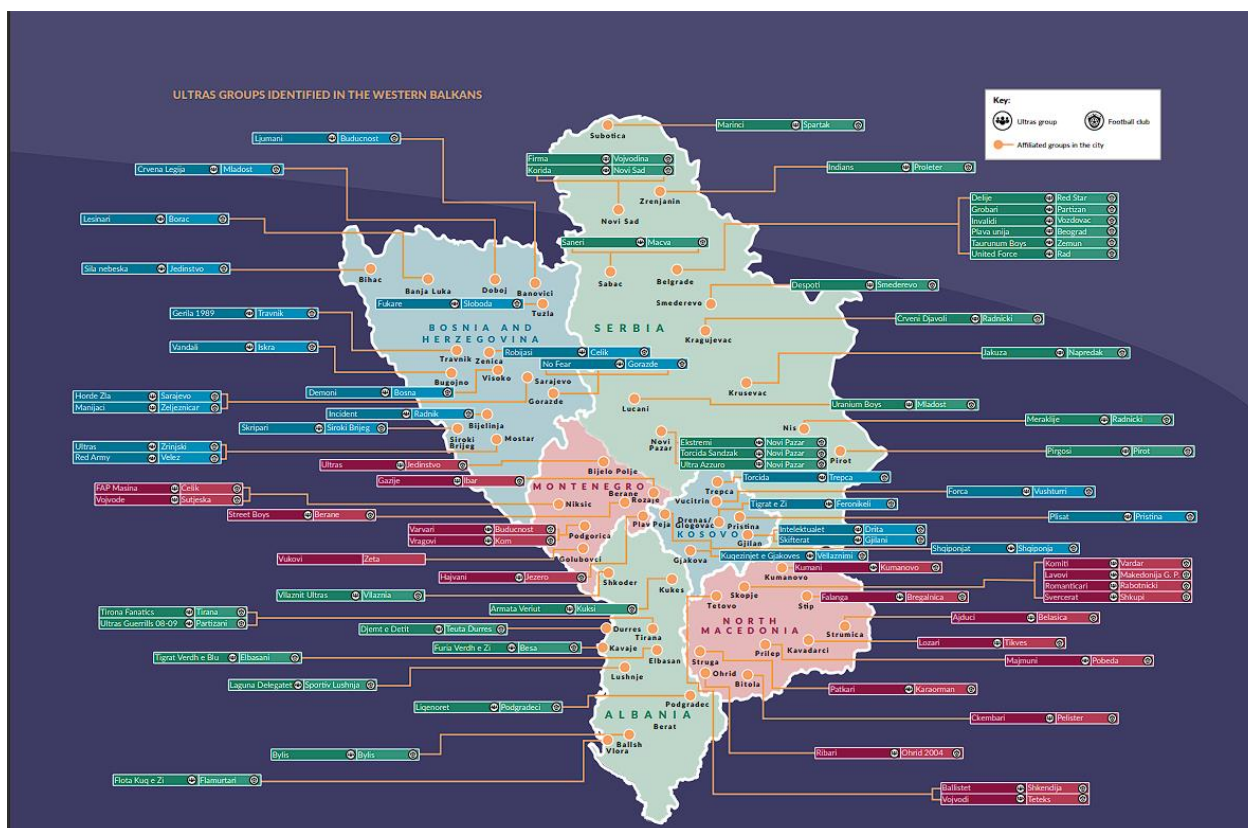 ULTRAS GROUPS IDENTIFIED IN THE WESTERN BALKANS
Key:
Ultras group
Football club
Affiliated groups in the city
Ljumani Buducnost
Crvena Legija Mladost
Lesinari Borac
Sila nebeska Jedinstvo
Gerila 1989 Travnik
Vandali Iskra
Horde Zla Sarajevo
Manijaci Zeljeznicar
Ultras Zrinjski
Red Army Velez
Fukare Sloboda
Robijasi Celik
No Fear Gorazde
Demoni Bosna
Incident Radnik
Skripari Siroki Brijeg
Bihac
Banja Luka
Doboj
Banovici
Tuzla
BOSNIA AND
HERZEGOVINA
Travnik
Zenica
Bugojno
Visoko
Sarajevo
Gorazde
Bijelinja
Siroki
Brijeg
Mostar
Marinci Spartak
Firma Vojvodina
Korida Novi Sad
Indians Proleter
Delije Red Star
Grobari Partizan
Invalidi Vozdovac
Plava unija Beograd
Taurunum Boys Zemun
United Force Rad
Saneri Macva
Despoti Smederevo
Crveni Djavoli Radnicki
Jakuza Napredak
Uranium Boys Mladost
Meraklije Radnicki
Pirgosi Pirot
Ekstremi Novi Pazar
Torcida Sandzak Novi Pazar
Ultra Azzuro Novi Pazar
Subotica
Novi Sad
Zrenjanin
Sabac
Belgrade
Smederevo
SERBIA
Kragujevac
Krusevac
Lucani
Nis
Novi
Pazar
Pirot
Ultras Jedinstvo
Gazije Ibar
FAP Masina Celik
Vojvode Sutjeska
Street Boys Berane
Varvari Buducnost
Vragovi Kom
Vukovi Zeta
Hajvani Jezero
Bijelo Polje
MONTENEGRO
Berane
Rozaje
Niksic
Podgorica
Plav
Golubovci
Torcida Trepca
Forca Vushturri
Tigrat e Zi Feronikeli
Plisat Pristina
Intelektualet Drita
Skifterat Gjilani
Kuqezinjet e Gjakoves Vëllaznimi
Shqiponjat Shqiponja
Trepca
Vucitrin
Drenas/
Glogovac
Pristina
Peja
KOSOVO
Gjilan
Gjakova
Kumani Kumanovo
Komiti Vardar
Lavovi Makedonija G. P.
Romanticari Rabotnicki
Svercerat Shkupi
Falanga Bregalnica
Ajduci Belasica
Lozari Tikves
Majmuni Pobeda
Patkari Karaorman
Ckembari Pelister
Ribari Ohrid 2004
Ballistet Shkendija
Vojvodi Teteks
Kumanovo
Skopje
Tetovo
Stip
NORTH
MACEDONIA
Strumica
Struga
Prilep
Kavadarci
Ohrid
Bitola
Vllaznit Ultras Vllaznia
Armata Veriut Kuksi
Tirona Fanatics Tirana
Ultras Guerrills 08-09 Partizani
Djemt e Detit Teuta Durres
Furia Verdh e Zi Besa
Tigrat Verdh e Blu Elbasani
Laguna Delegatet Sportiv Lushnja
Liqenoret Podgradeci
Bylis Bylis
Flota Kuq e Zi Flamurtari
Shkoder
Kukes
Durres
Tirana
Kavaje
Elbasan
Lushnje
Podgradec
ALBANIA
Berat
Ballsh
Vlora